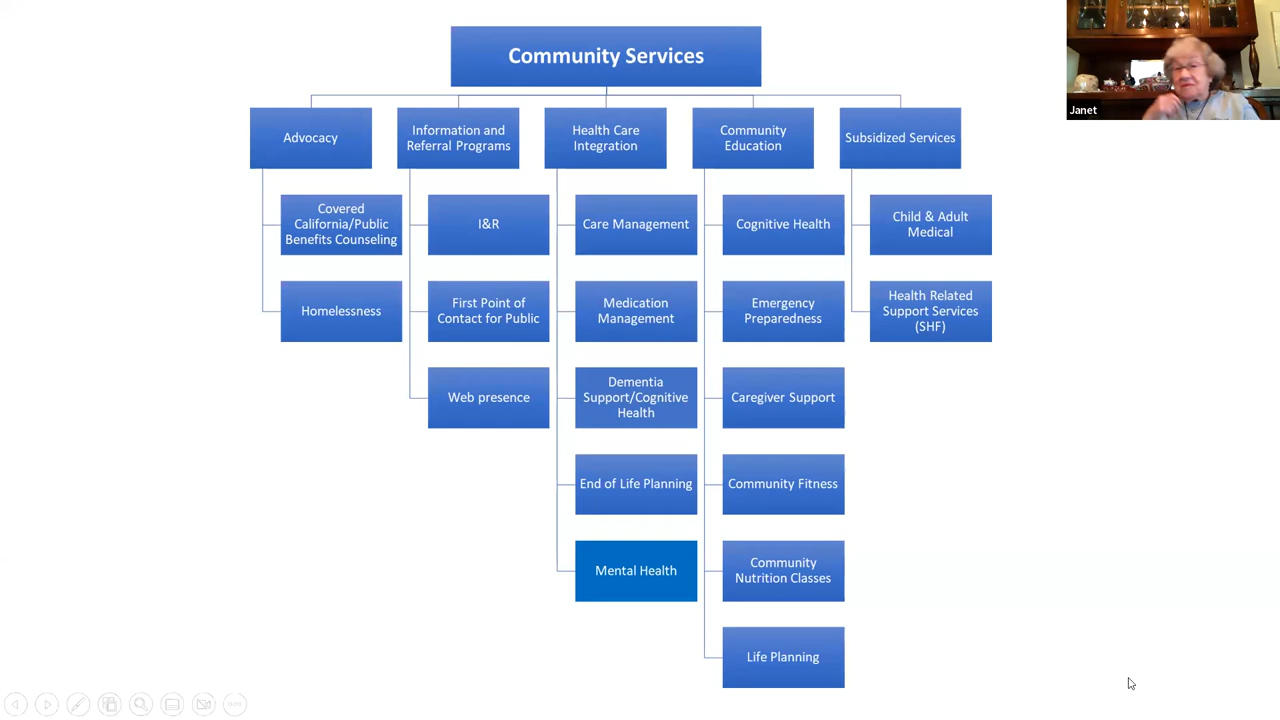 Community Services
Janet
Advocacy
Information and
Referral Programs
Health Care
Integration
Community
Education
Subsidized Services
Covered
California/Public
Benefits Counseling
I&R
Care Management
Cognitive Health
Child & Adult
Medical
Homelessness
First Point of
Contact for Public
Medication
Management
Emergency
Preparedness
Health Related
Support Services
(SHF)
Web presence
Dementia
Support/Cognitive
Health
Caregiver Support
End of Life Planning
Community Fitness
Mental Health
Community
Nutrition Classes
Life Planning